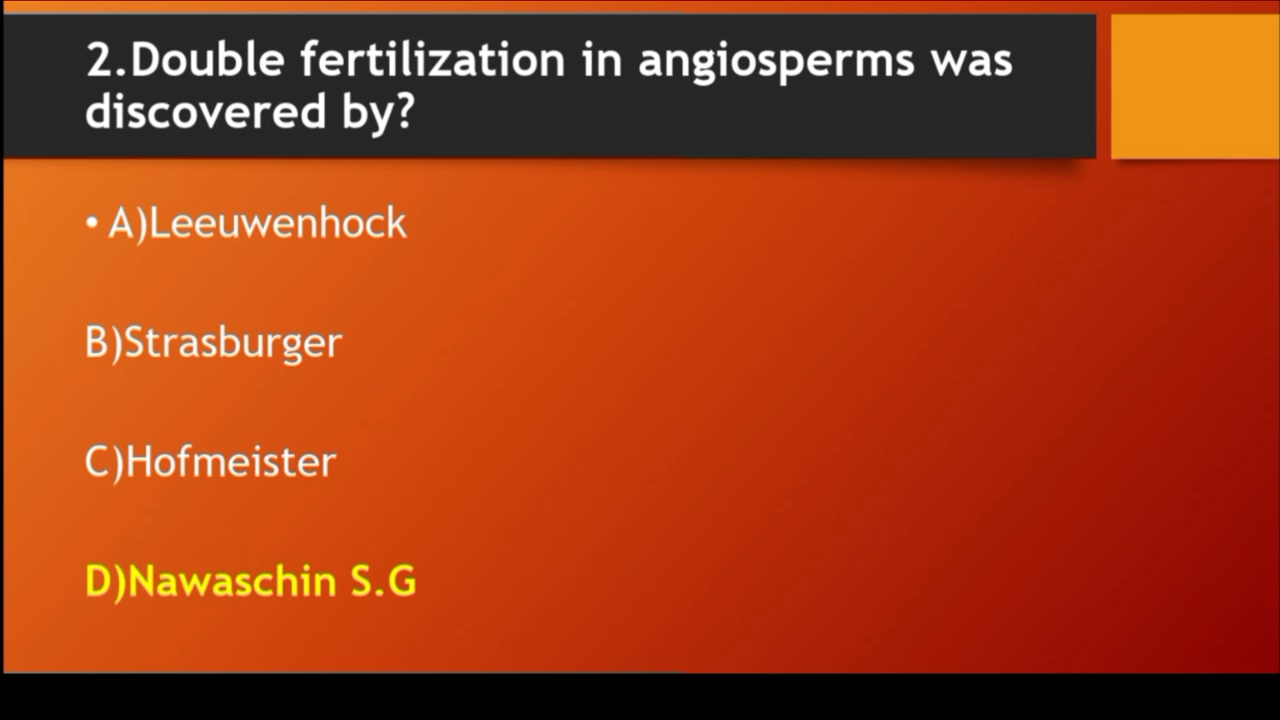 2.Double fertilization in angiosperms was
discovered by?
• A)Leeuwenhock
B)Strasburger
C)Hofmeister
D)Nawaschin S.G